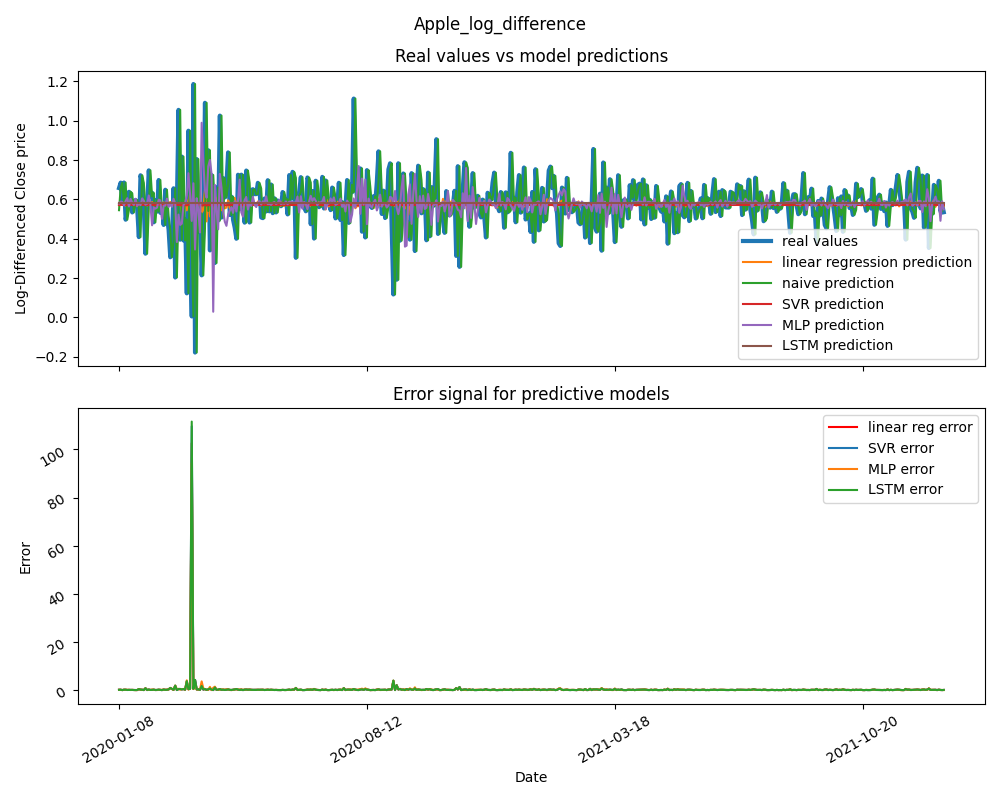 Apple_log_difference
Real values vs model predictions
Log-Differenced Close price
1.2
1.0
0.8
0.6
0.4
0.2
0.0
−0.2
real values
linear regression prediction
naive prediction
SVR prediction
MLP prediction
LSTM prediction
Error signal for predictive models
Error
100
80
60
40
20
0
linear reg error
SVR error
MLP error
LSTM error
2020-01-08
2020-08-12
2021-03-18
2021-10-20
Date